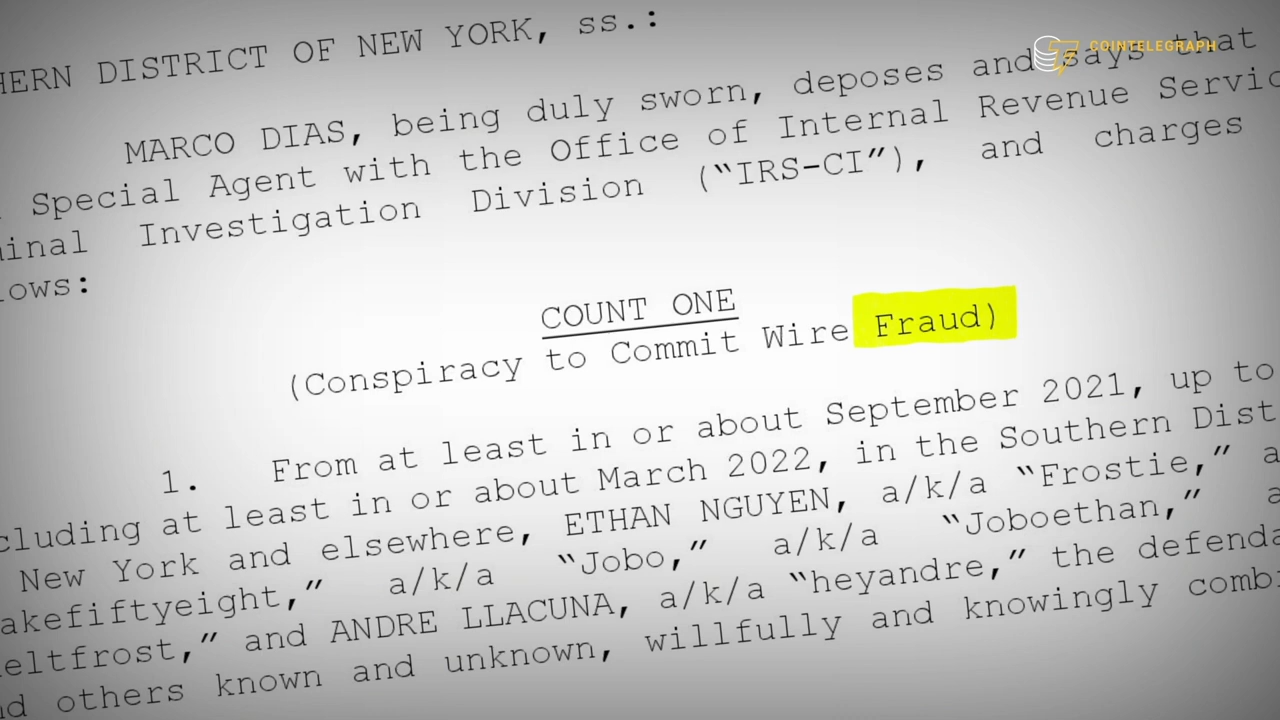 COINTELEGRAPH
HERN DISTRICT OF NEW YORK, ss.:
MARCO DIAS, being duly sworn, deposes and says that
Special Agent with the Office of Internal Revenue Servic
inal Investigation Division (“IRS-CI”), and charges
lows:
COUNT ONE
(Conspiracy to Commit Wire Fraud)
1. From at least in or about September 2021, up to
cluding at least in or about March 2022, in the Southern Dist
New York and elsewhere, ETHAN NGUYEN, a/k/a “Frostie,” a
akefiftyeight,” a/k/a “Jobo,” a/k/a “Joboethan,” a
eltfrost,” and ANDRE LLACUNA, a/k/a “heyandre,” the defenda
nd others known and unknown, willfully and knowingly combi